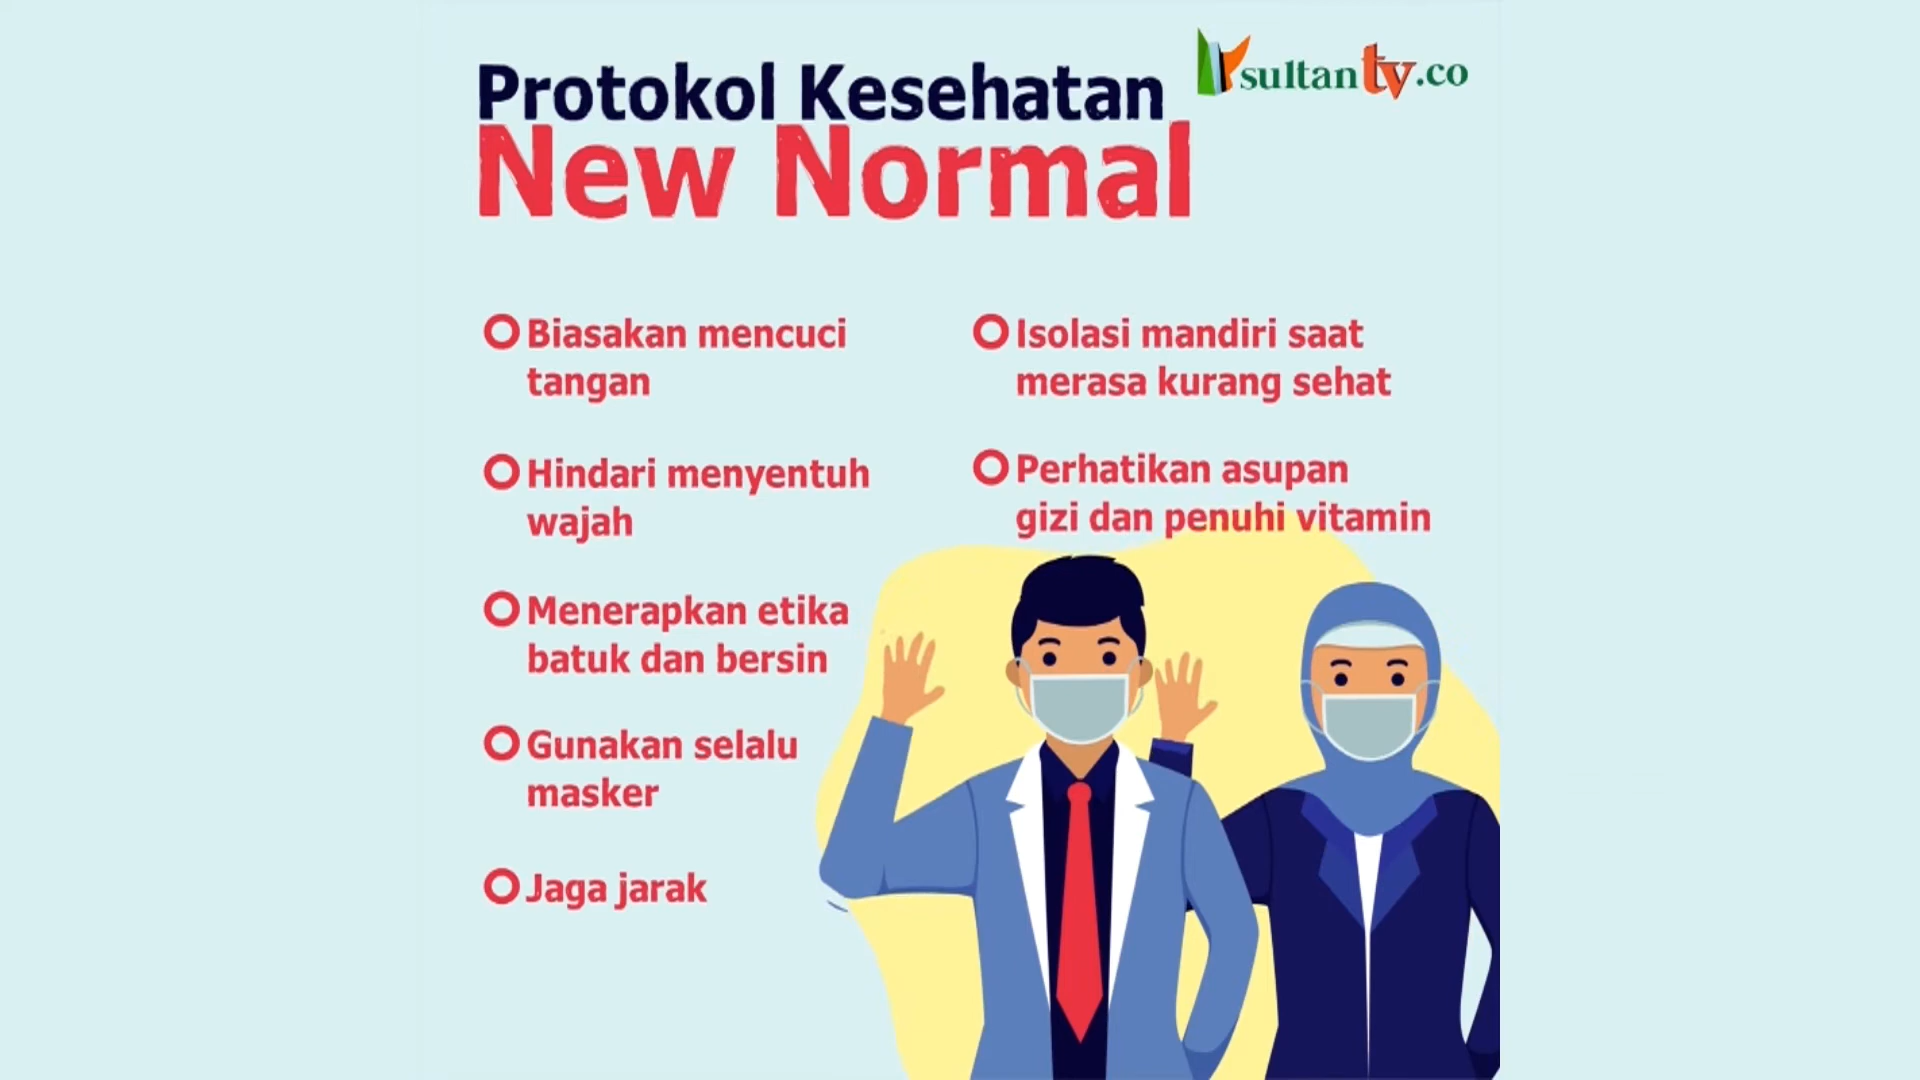 Protokol Kesehatan
New Normal
sultantv.co
Biasakan mencuci
tangan
Hindari menyentuh
wajah
Menerapkan etika
batuk dan bersin
Gunakan selalu
masker
Jaga jarak
Isolasi mandiri saat
merasa kurang sehat
Perhatikan asupan
gizi dan penuhi vitamin